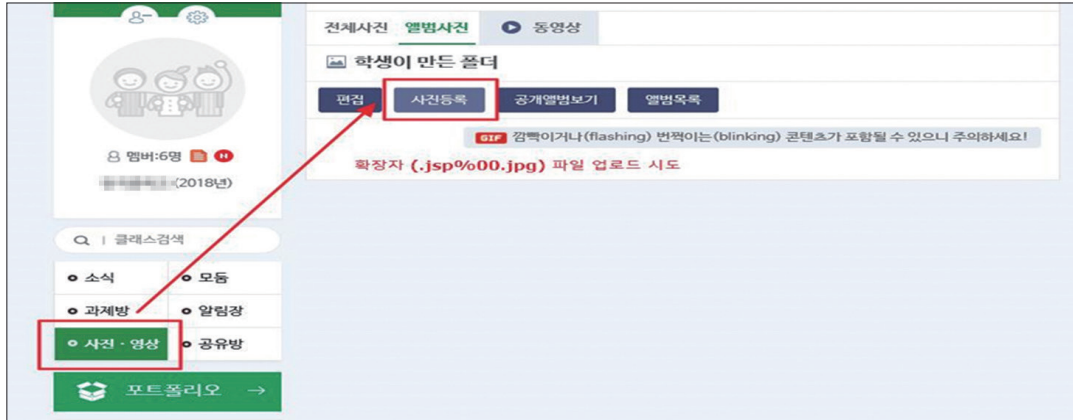 전체사진 앨범사진 동영상
학생이 만든 폴더
편집 사진등록 공개앨범보기 앨범목록
GIF 깜빡이거나(flashing) 번쩍이는(blinking) 콘텐츠가 포함될 수 있으니 주의하세요!
확장자 (.jsp%00.jpg) 파일 업로드 시도
멤버:6명 H
(2018년)
클래스검색
소식 모둠
과제방 알림장
사진·영상 공유방
포트폴리오 →